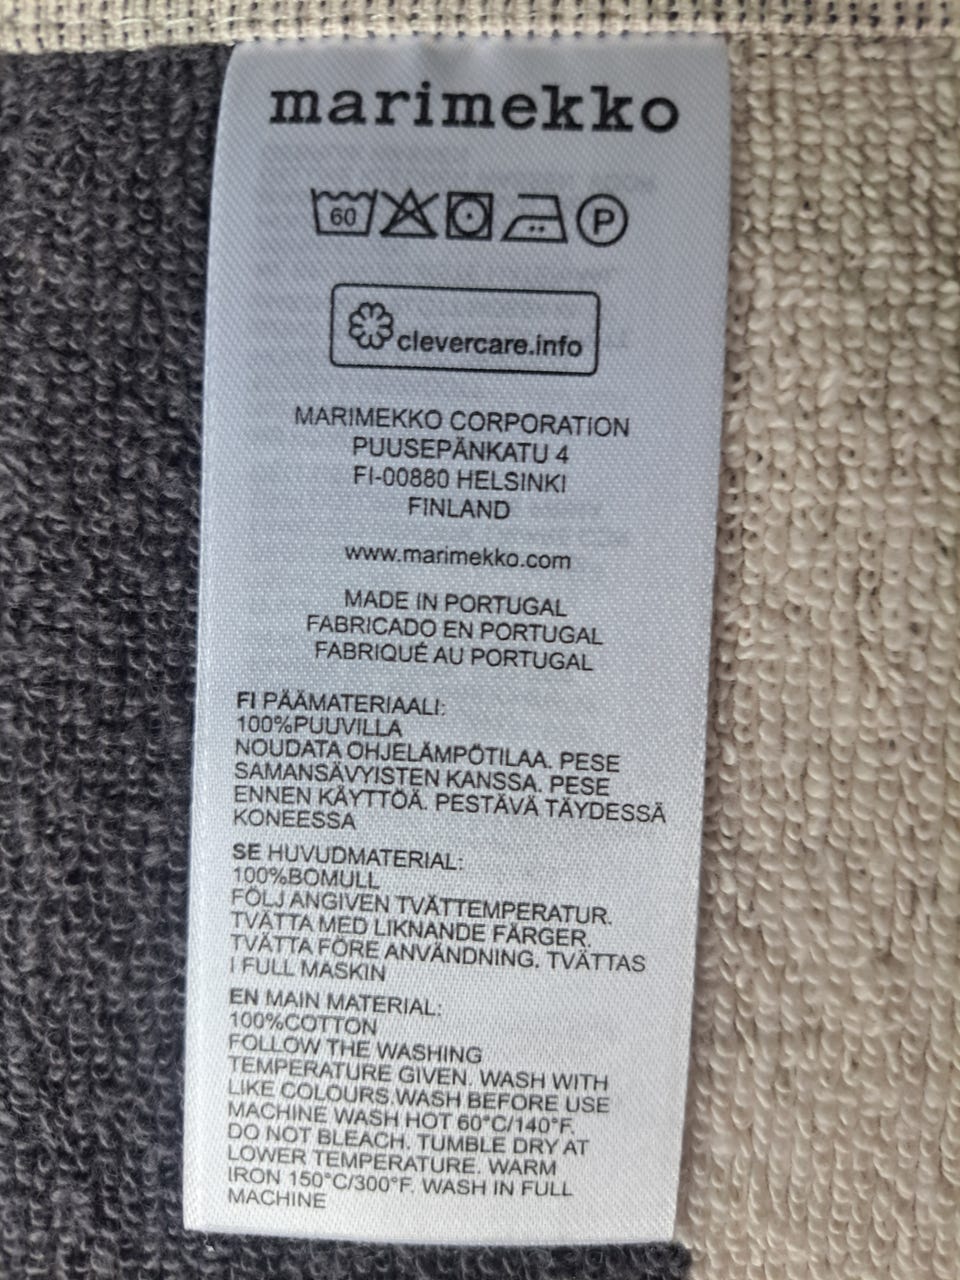 marimekko
60 P
clevercare.info
MARIMEKKO CORPORATION
PUUSEPÄNKATU 4
FI-00880 HELSINKI
FINLAND
www.marimekko.com
MADE IN PORTUGAL
FABRICADO EN PORTUGAL
FABRIQUÉ AU PORTUGAL
FI PÄÄMATERIAALI:
100%PUUVILLA
NOUDATA OHJELÄMPÖTILAA. PESE
SAMANSÄVYISTEN KANSSA. PESE
ENNEN KÄYTTÖÄ. PESTÄVÄ TÄYDESSÄ
KONEESSA
SE HUVUDMATERIAL:
100%BOMULL
FÖLJ ANGIVEN TVÄTTEMPERATUR.
TVÄTTA MED LIKNANDE FÄRGER.
TVÄTTA FÖRE ANVÄNDNING. TVÄTTAS
I FULL MASKIN
EN MAIN MATERIAL:
100%COTTON
FOLLOW THE WASHING
TEMPERATURE GIVEN. WASH WITH
LIKE COLOURS.WASH BEFORE USE
MACHINE WASH HOT 60°C/140°F.
DO NOT BLEACH. TUMBLE DRY AT
LOWER TEMPERATURE. WARM
IRON 150°C/300°F. WASH IN FULL
MACHINE